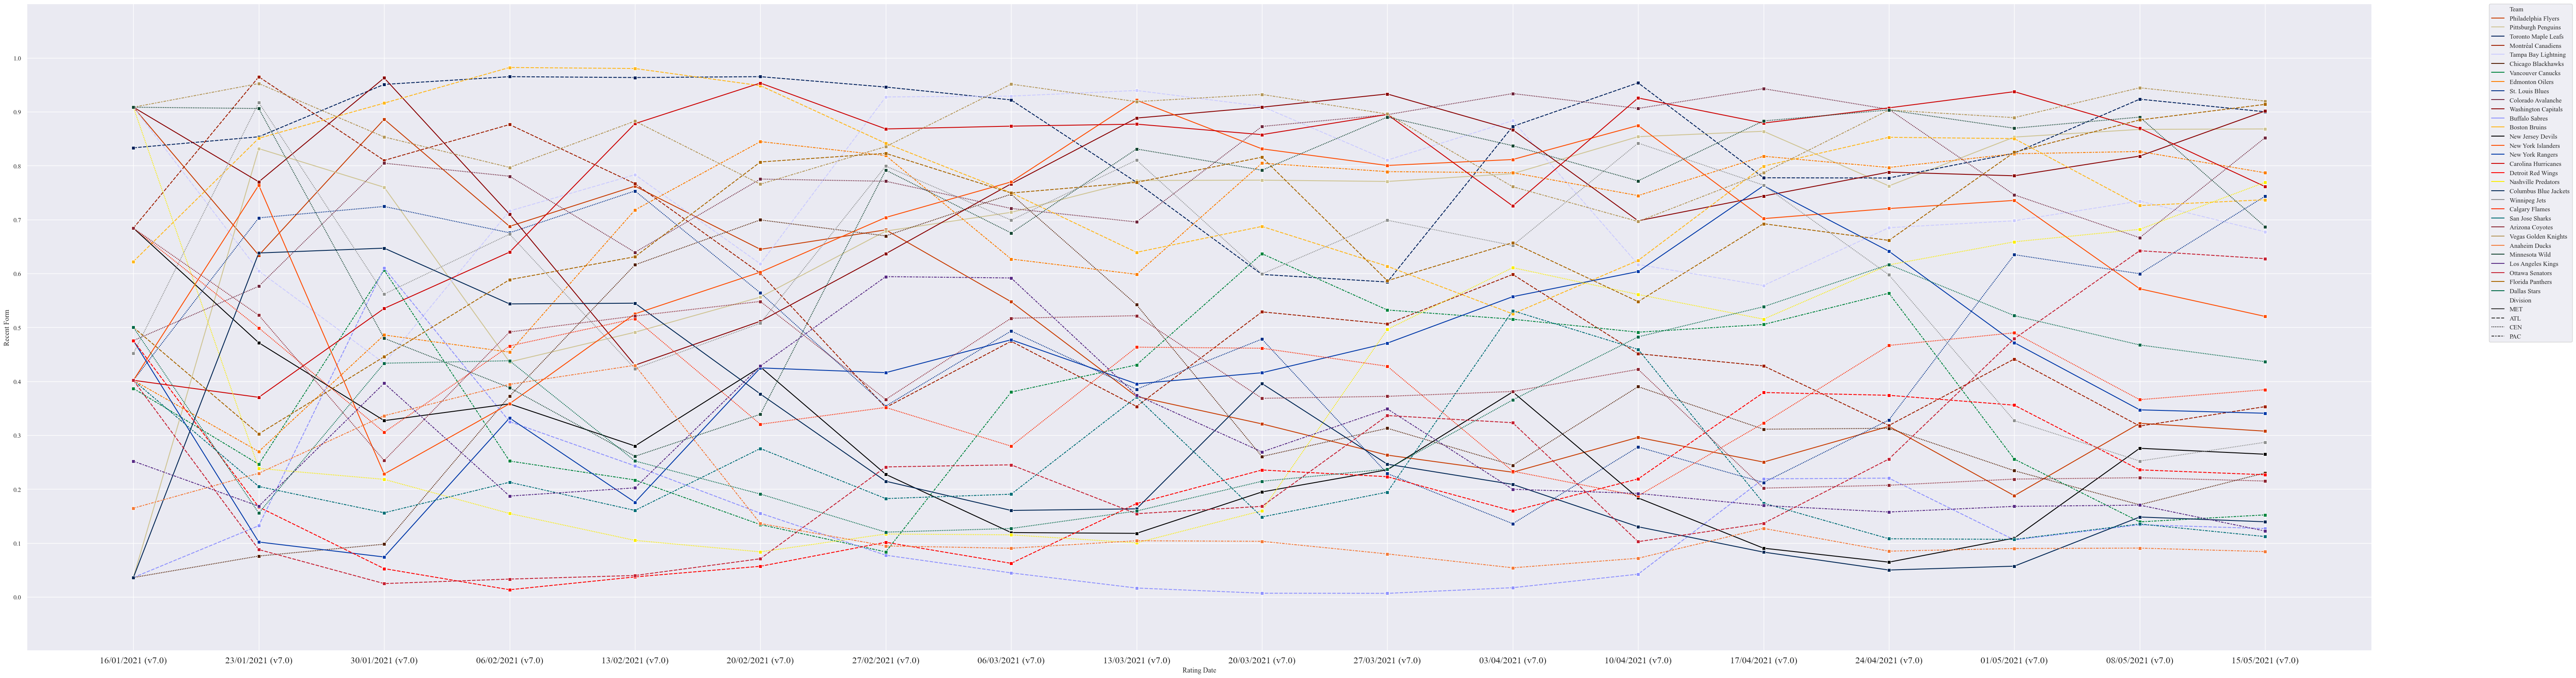 1.0
0.9
0.8
0.7
0.6
0.5
0.4
0.3
0.2
0.1
0.0
Recent Form
16/01/2021 (v7.0) 23/01/2021 (v7.0) 30/01/2021 (v7.0) 06/02/2021 (v7.0) 13/02/2021 (v7.0) 20/02/2021 (v7.0) 27/02/2021 (v7.0) 06/03/2021 (v7.0) 13/03/2021 (v7.0) 20/03/2021 (v7.0) 27/03/2021 (v7.0) 03/04/2021 (v7.0) 10/04/2021 (v7.0) 17/04/2021 (v7.0) 24/04/2021 (v7.0) 01/05/2021 (v7.0) 08/05/2021 (v7.0) 15/05/2021 (v7.0)
Rating Date
Team
Philadelphia Flyers
Pittsburgh Penguins
Toronto Maple Leafs
Montréal Canadiens
Tampa Bay Lightning
Chicago Blackhawks
Vancouver Canucks
Edmonton Oilers
St. Louis Blues
Colorado Avalanche
Washington Capitals
Buffalo Sabres
Boston Bruins
New Jersey Devils
New York Islanders
New York Rangers
Carolina Hurricanes
Detroit Red Wings
Nashville Predators
Columbus Blue Jackets
Winnipeg Jets
Calgary Flames
San Jose Sharks
Arizona Coyotes
Vegas Golden Knights
Anaheim Ducks
Minnesota Wild
Los Angeles Kings
Ottawa Senators
Florida Panthers
Dallas Stars
Division
MET
ATL
CEN
PAC